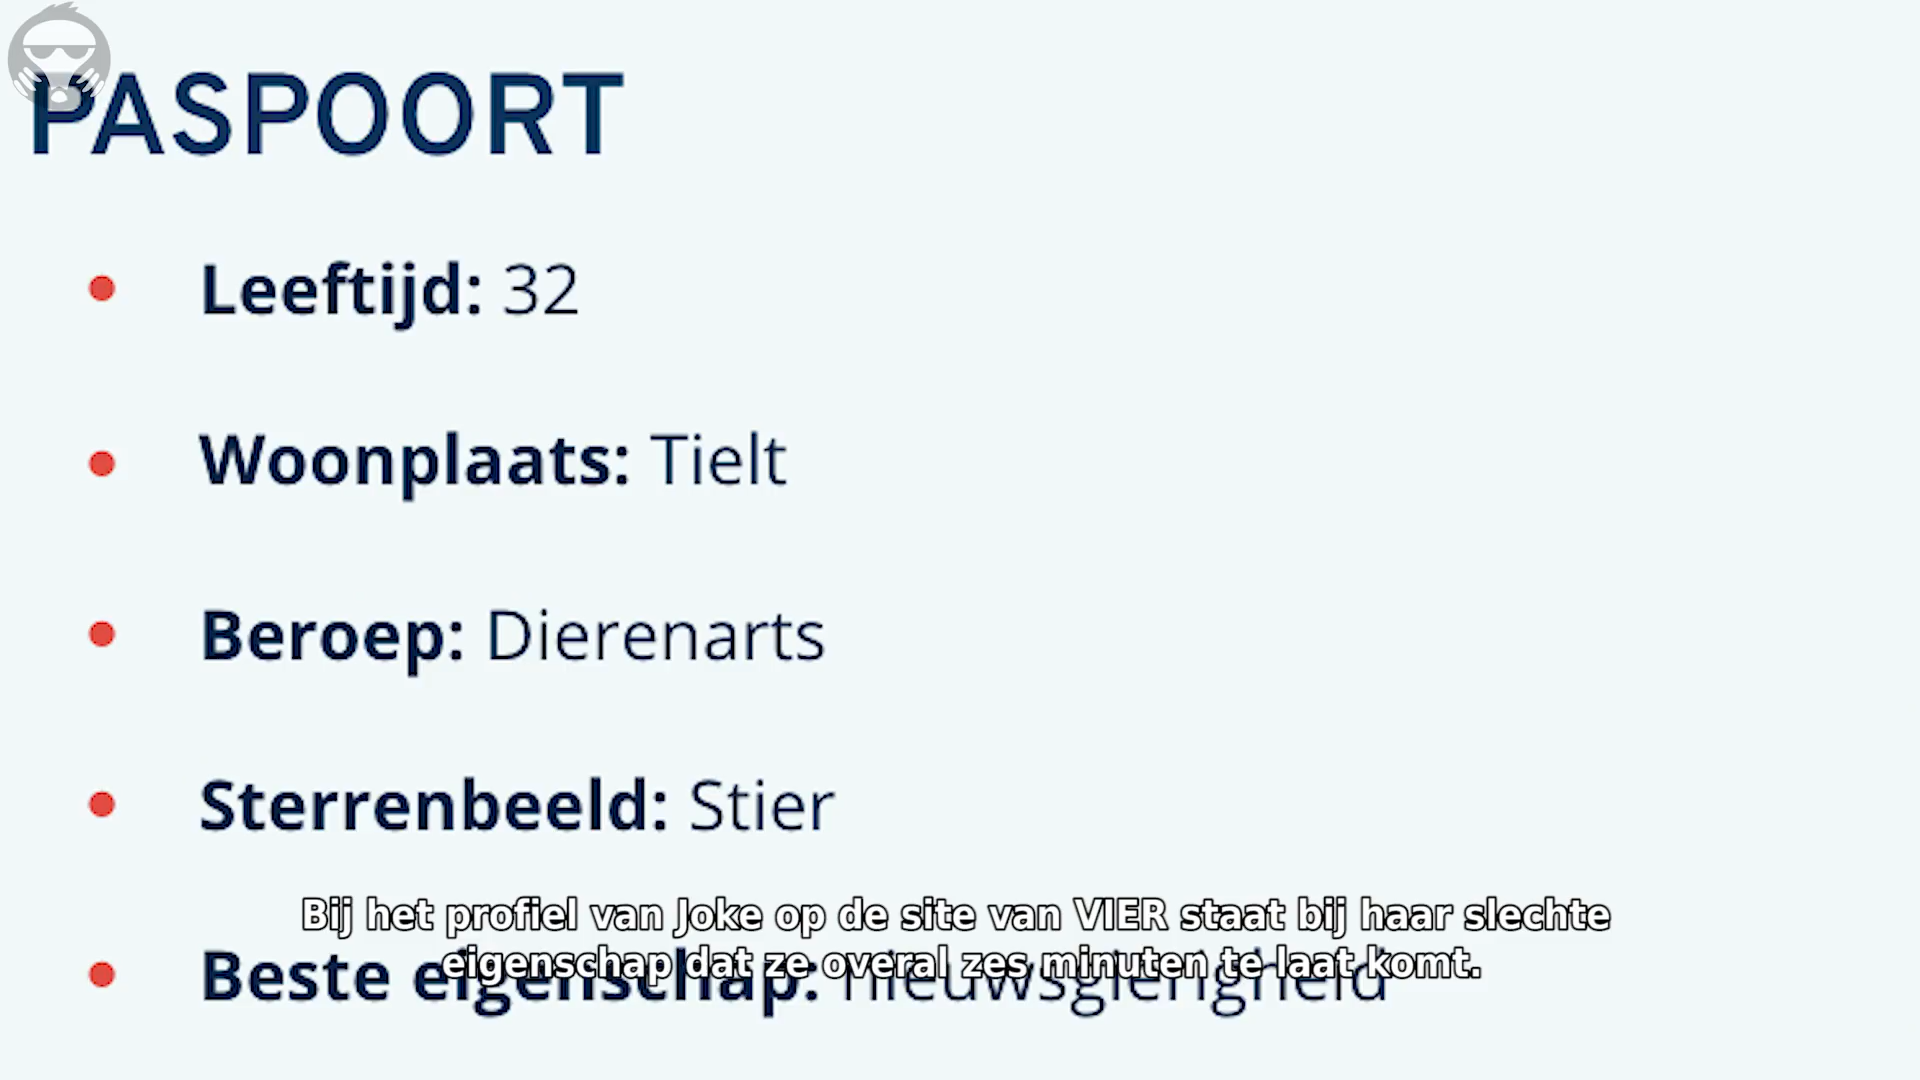 PASPOORT
Leeftijd: 32
Woonplaats: Tielt
Beroep: Dierenarts
Sterrenbeeld: Stier
Bij het profiel van Joke op de site van VIER staat bij haar slechte
eigenschap dat ze overal zes minuten te laat komt.
Beste eigenschap: nieuwsgierigheid